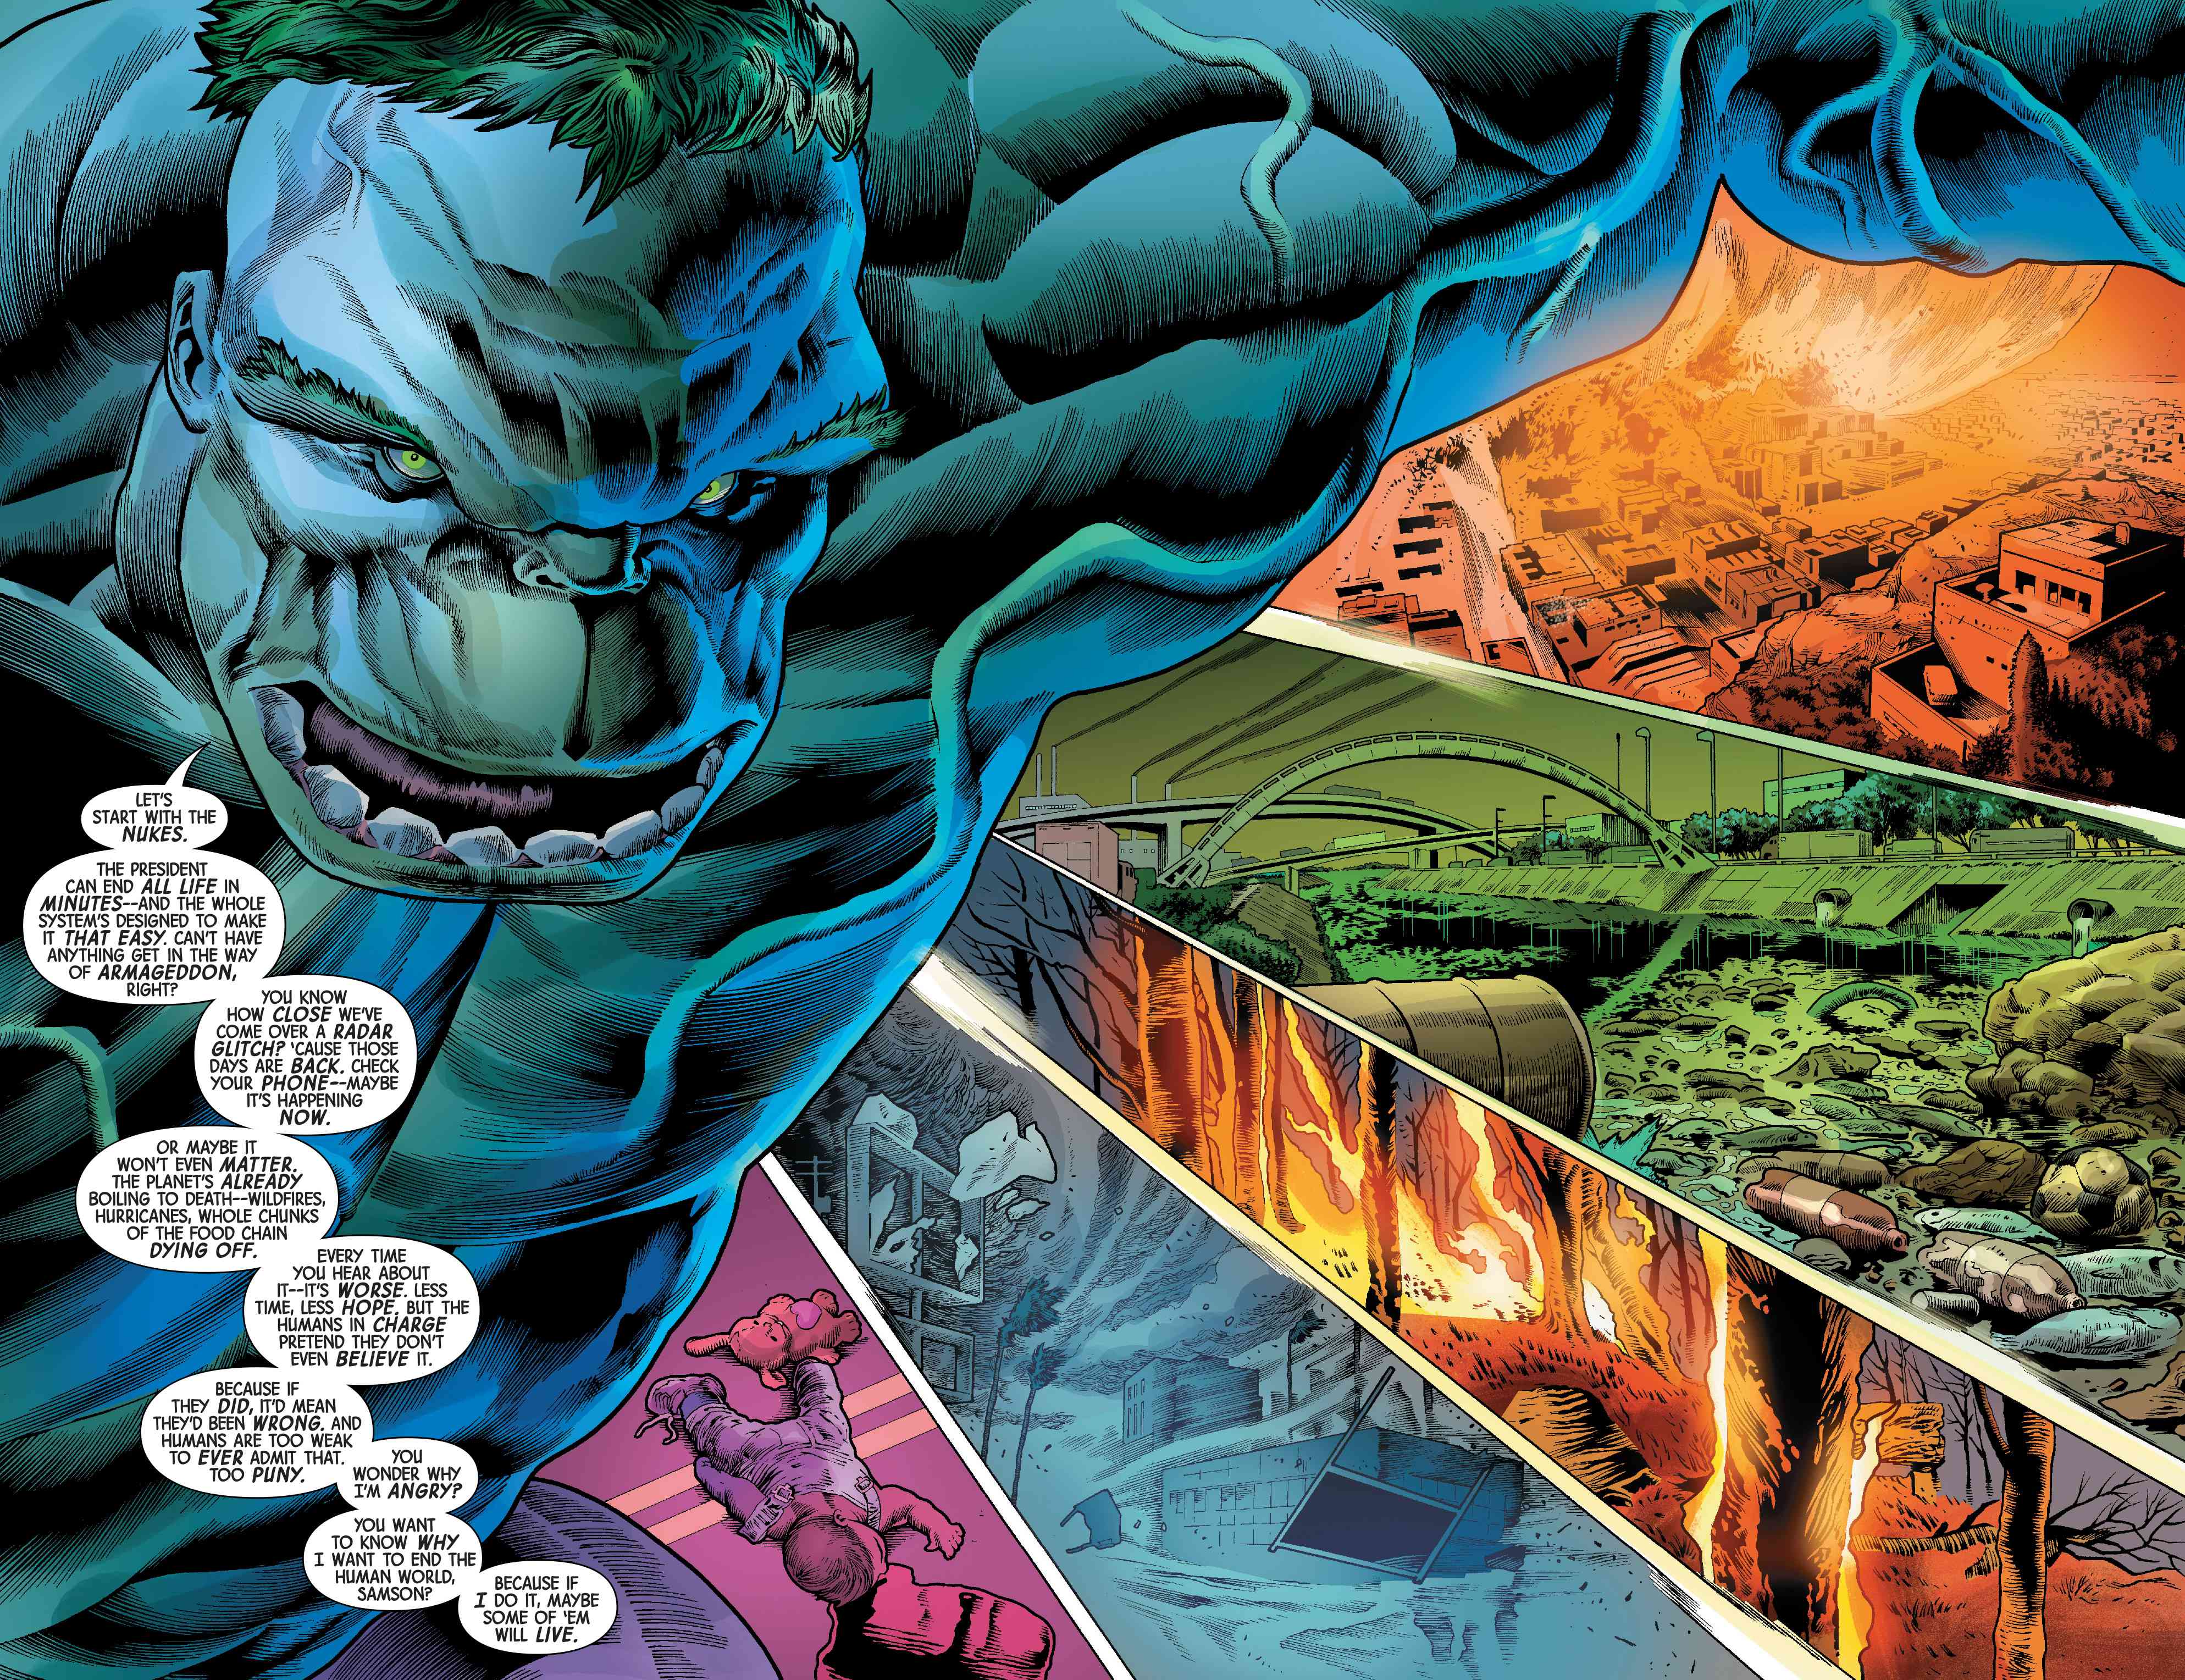 LET'S
START WITH THE
NUKES.
THE PRESIDENT
CAN END ALL LIFE IN
MINUTES--AND THE WHOLE
SYSTEM'S DESIGNED TO MAKE
IT THAT EASY. CAN'T HAVE
ANYTHING GET IN THE WAY
OF ARMAGEDDON,
RIGHT?
YOU KNOW
HOW CLOSE WE'VE
COME OVER A RADAR
GLITCH? 'CAUSE THOSE
DAYS ARE BACK. CHECK
YOUR PHONE--MAYBE
IT'S HAPPENING
NOW.
OR MAYBE IT
WON'T EVEN MATTER.
THE PLANET'S ALREADY
BOILING TO DEATH--WILDFIRES,
HURRICANES, WHOLE CHUNKS
OF THE FOOD CHAIN
DYING OFF.
EVERY TIME
YOU HEAR ABOUT
IT--IT'S WORSE. LESS
TIME, LESS HOPE. BUT THE
HUMANS IN CHARGE
PRETEND THEY DON'T
EVEN BELIEVE IT.
BECAUSE IF
THEY DID, IT'D MEAN
THEY'D BEEN WRONG. AND
HUMANS ARE TOO WEAK
TO EVER ADMIT THAT.
TOO PUNY.
YOU
WONDER WHY
I'M ANGRY?
YOU WANT
TO KNOW WHY
I WANT TO END THE
HUMAN WORLD,
SAMSON?
BECAUSE IF
I DO IT, MAYBE
SOME OF 'EM
WILL LIVE.